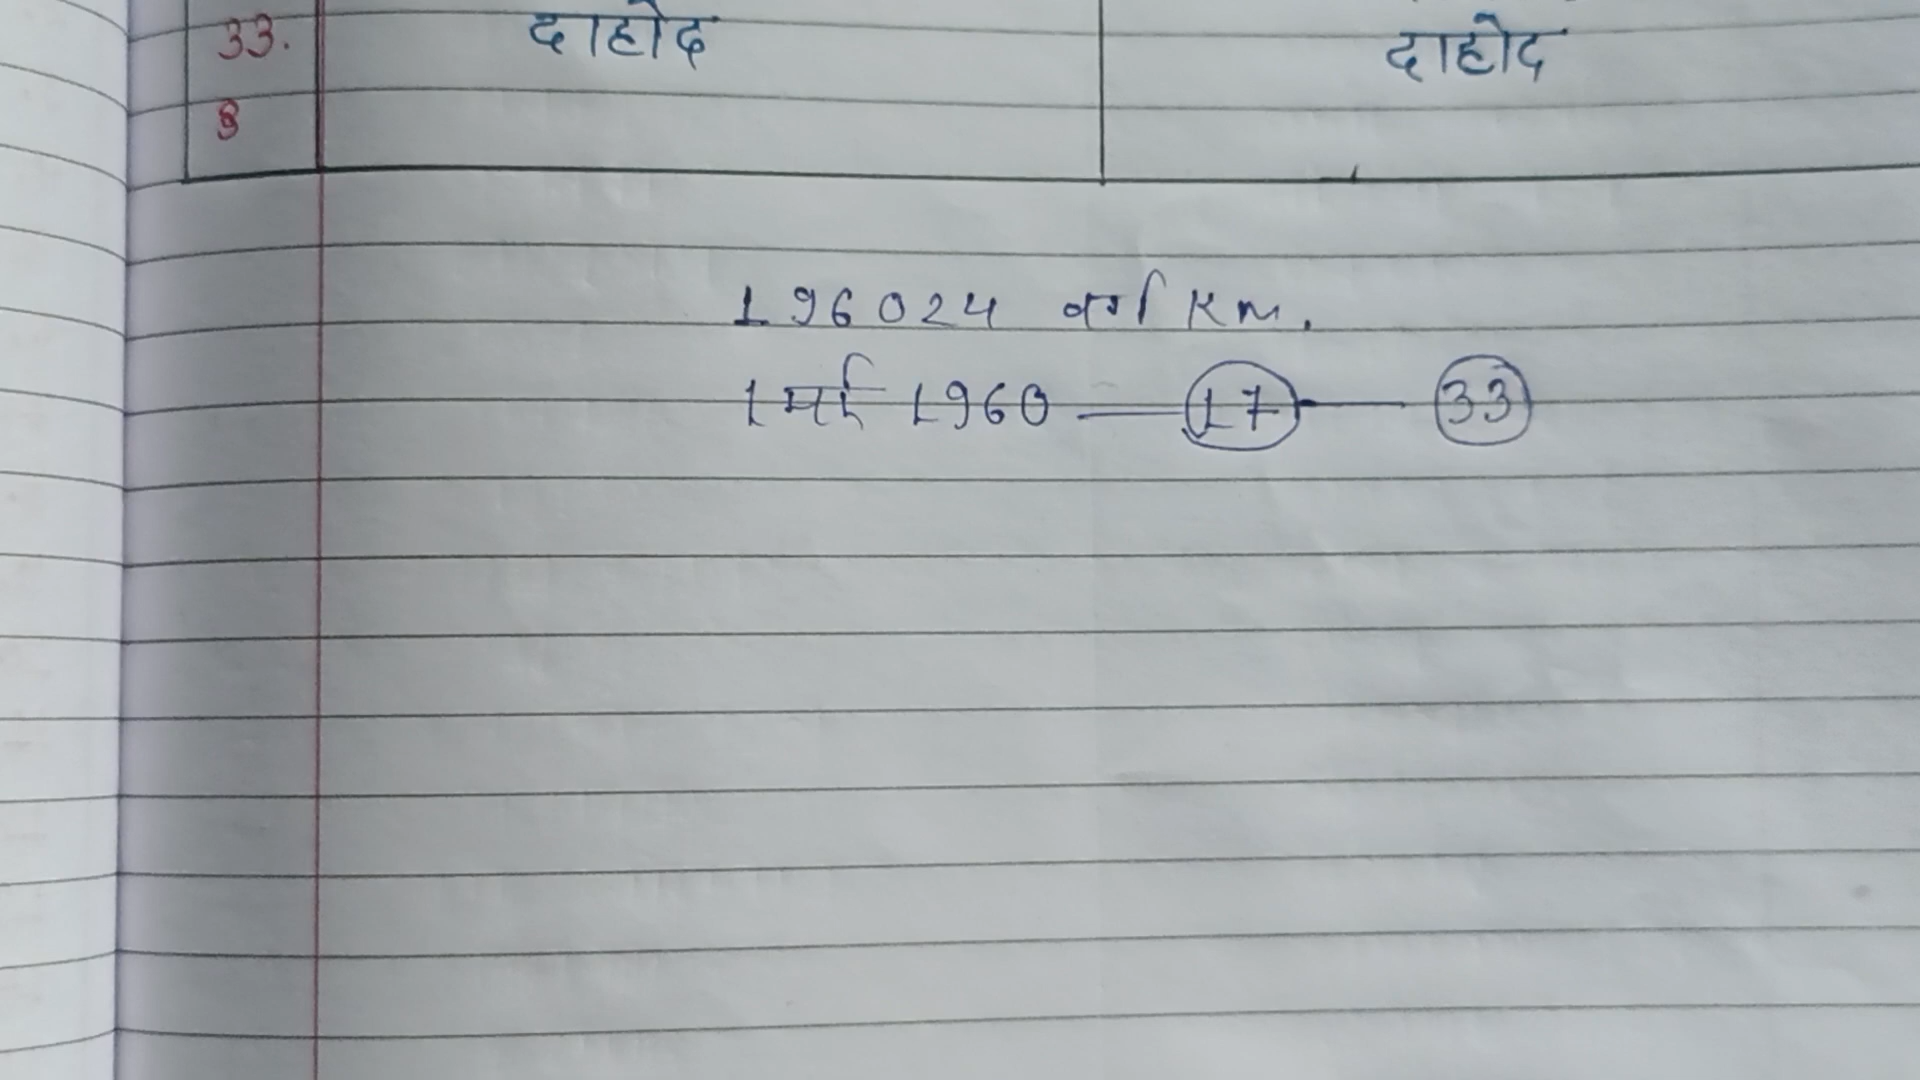 33. दाहोद दाहोद
8
196024 वर्ग Km.
1 मई 1960 — 17 — 33